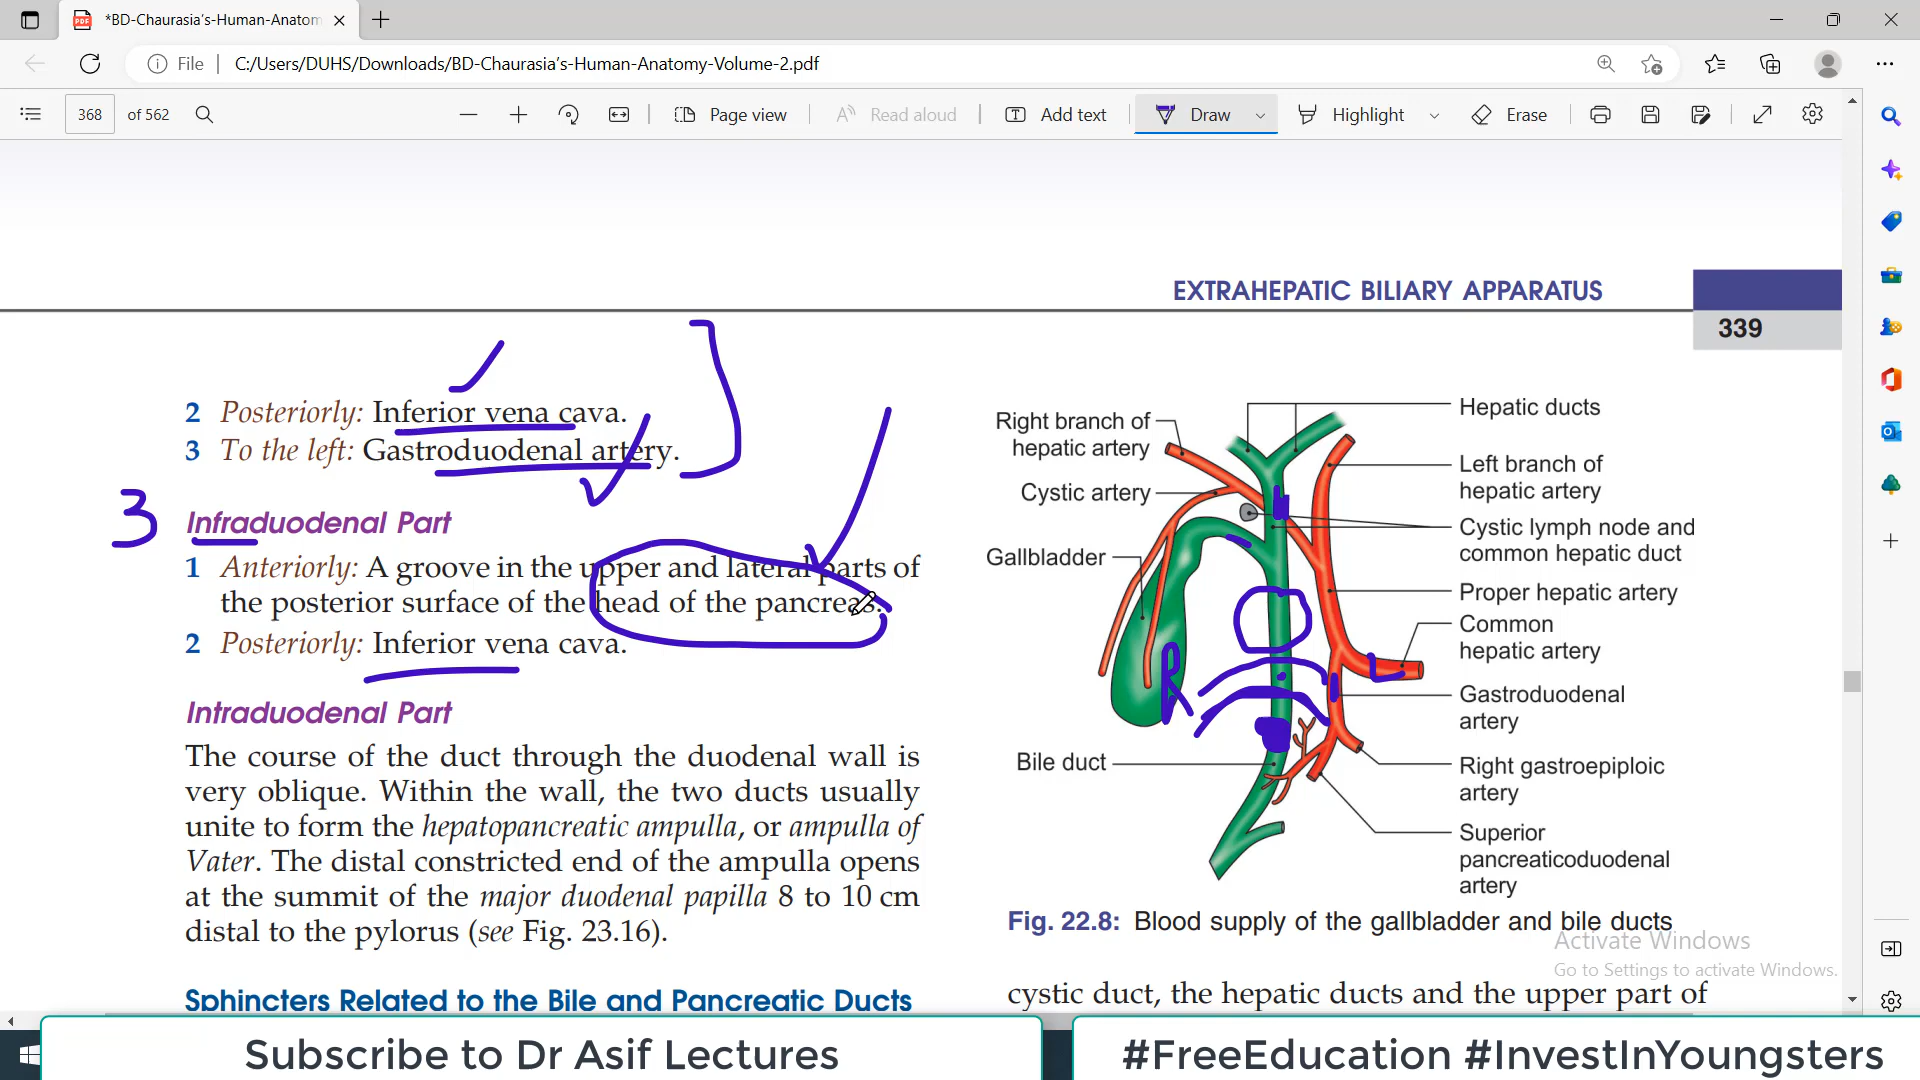 *BD-Chaurasia's-Human-Anatom
File
C:/Users/DUHS/Downloads/BD-Chaurasia's-Human-Anatomy-Volume-2.pdf
368 of 562
Page view
Read aloud
Add text
Draw
Highlight
Erase
EXTRAHEPATIC BILIARY APPARATUS
339
2 Posteriorly: Inferior vena cava.
3 To the left: Gastroduodenal artery.
3
Infraduodenal Part
1 Anteriorly: A groove in the upper and lateral parts of
the posterior surface of the head of the pancreas.
2 Posteriorly: Inferior vena cava.
Intraduodenal Part
The course of the duct through the duodenal wall is
very oblique. Within the wall, the two ducts usually
unite to form the hepatopancreatic ampulla, or ampulla of
Vater. The distal constricted end of the ampulla opens
at the summit of the major duodenal papilla 8 to 10 cm
distal to the pylorus (see Fig. 23.16).
Sphincters Related to the Bile and Pancreatic Ducts
Right branch of
hepatic artery
Cystic artery
Gallbladder
Bile duct
R
L
Hepatic ducts
Left branch of
hepatic artery
Cystic lymph node and
common hepatic duct
Proper hepatic artery
Common
hepatic artery
Gastroduodenal
artery
Right gastroepiploic
artery
Superior
pancreaticoduodenal
artery
Fig. 22.8: Blood supply of the gallbladder and bile ducts
Activate Windows
Go to Settings to activate Windows.
cystic duct, the hepatic ducts and the upper part of
Subscribe to Dr Asif Lectures
#FreeEducation #InvestInYoungsters